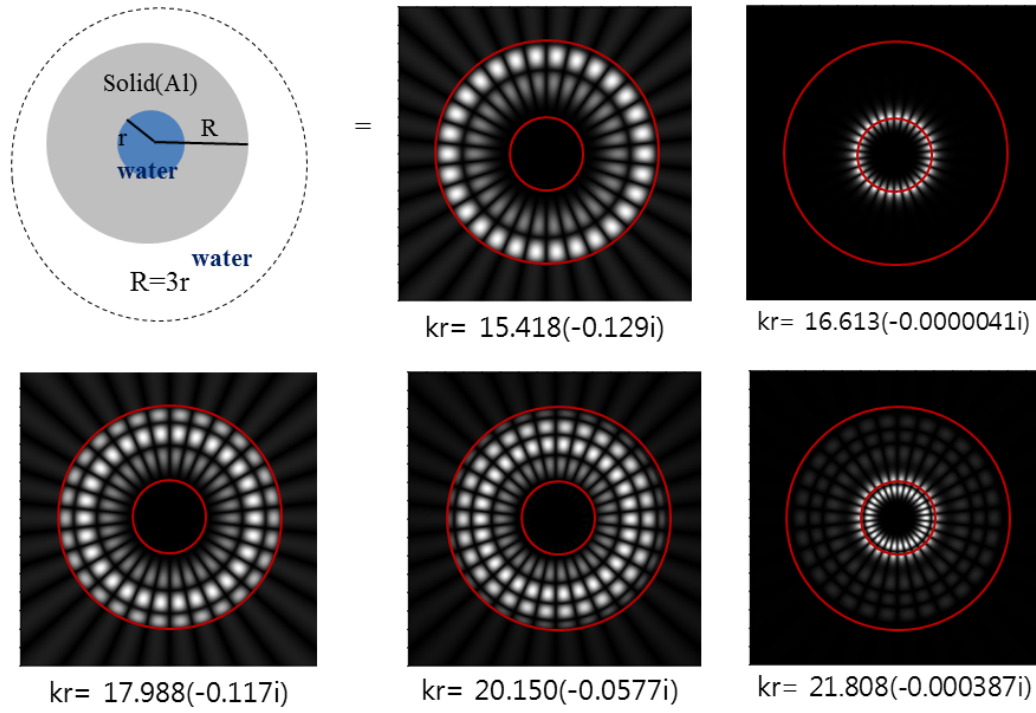 Solid(Al)
r
R
water
water
R=3r
=
kr= 15.418(-0.129i)
kr= 16.613(-0.0000041i)
kr= 17.988(-0.117i)
kr= 20.150(-0.0577i)
kr= 21.808(-0.000387i)